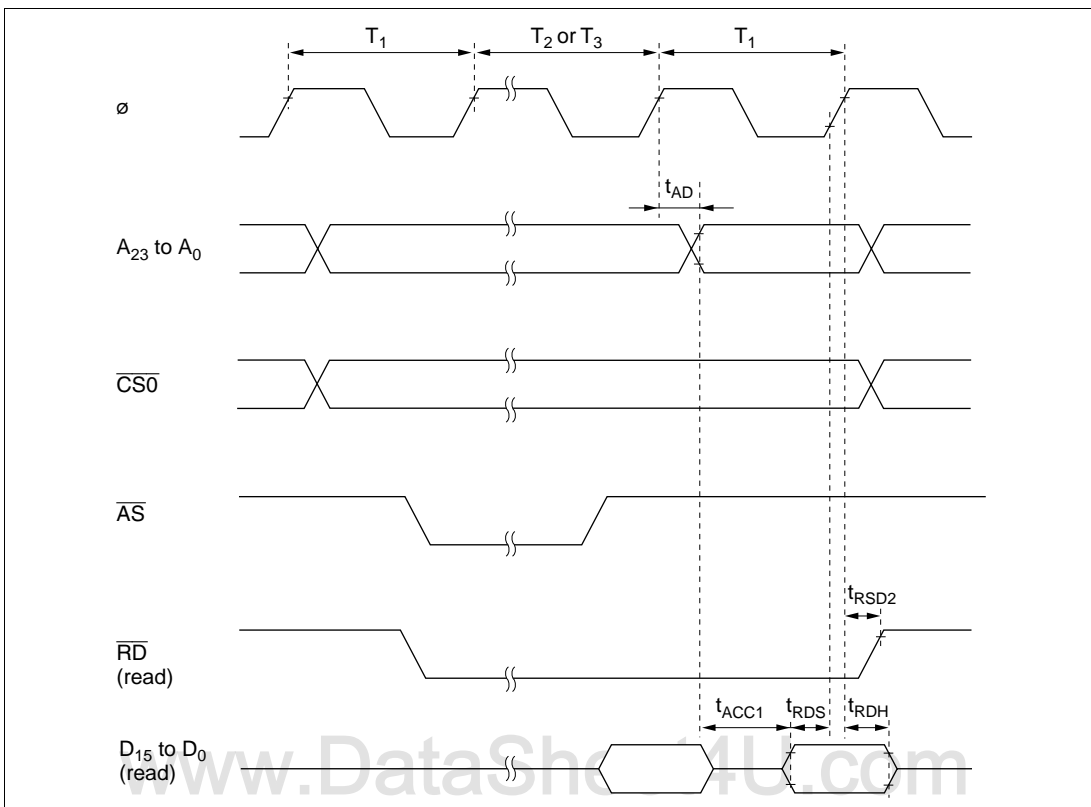 T1 T2 or T3 T1
ø
tAD
A23 to A0
CS0
AS
tRSD2
RD
(read)
tACC1 tRDS tRDH
D15 to D0
(read)
www.DataSheet4U.com